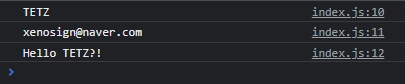 TETZ index.js:10
xenosign@naver.com index.js:11
Hello TETZ?! index.js:12